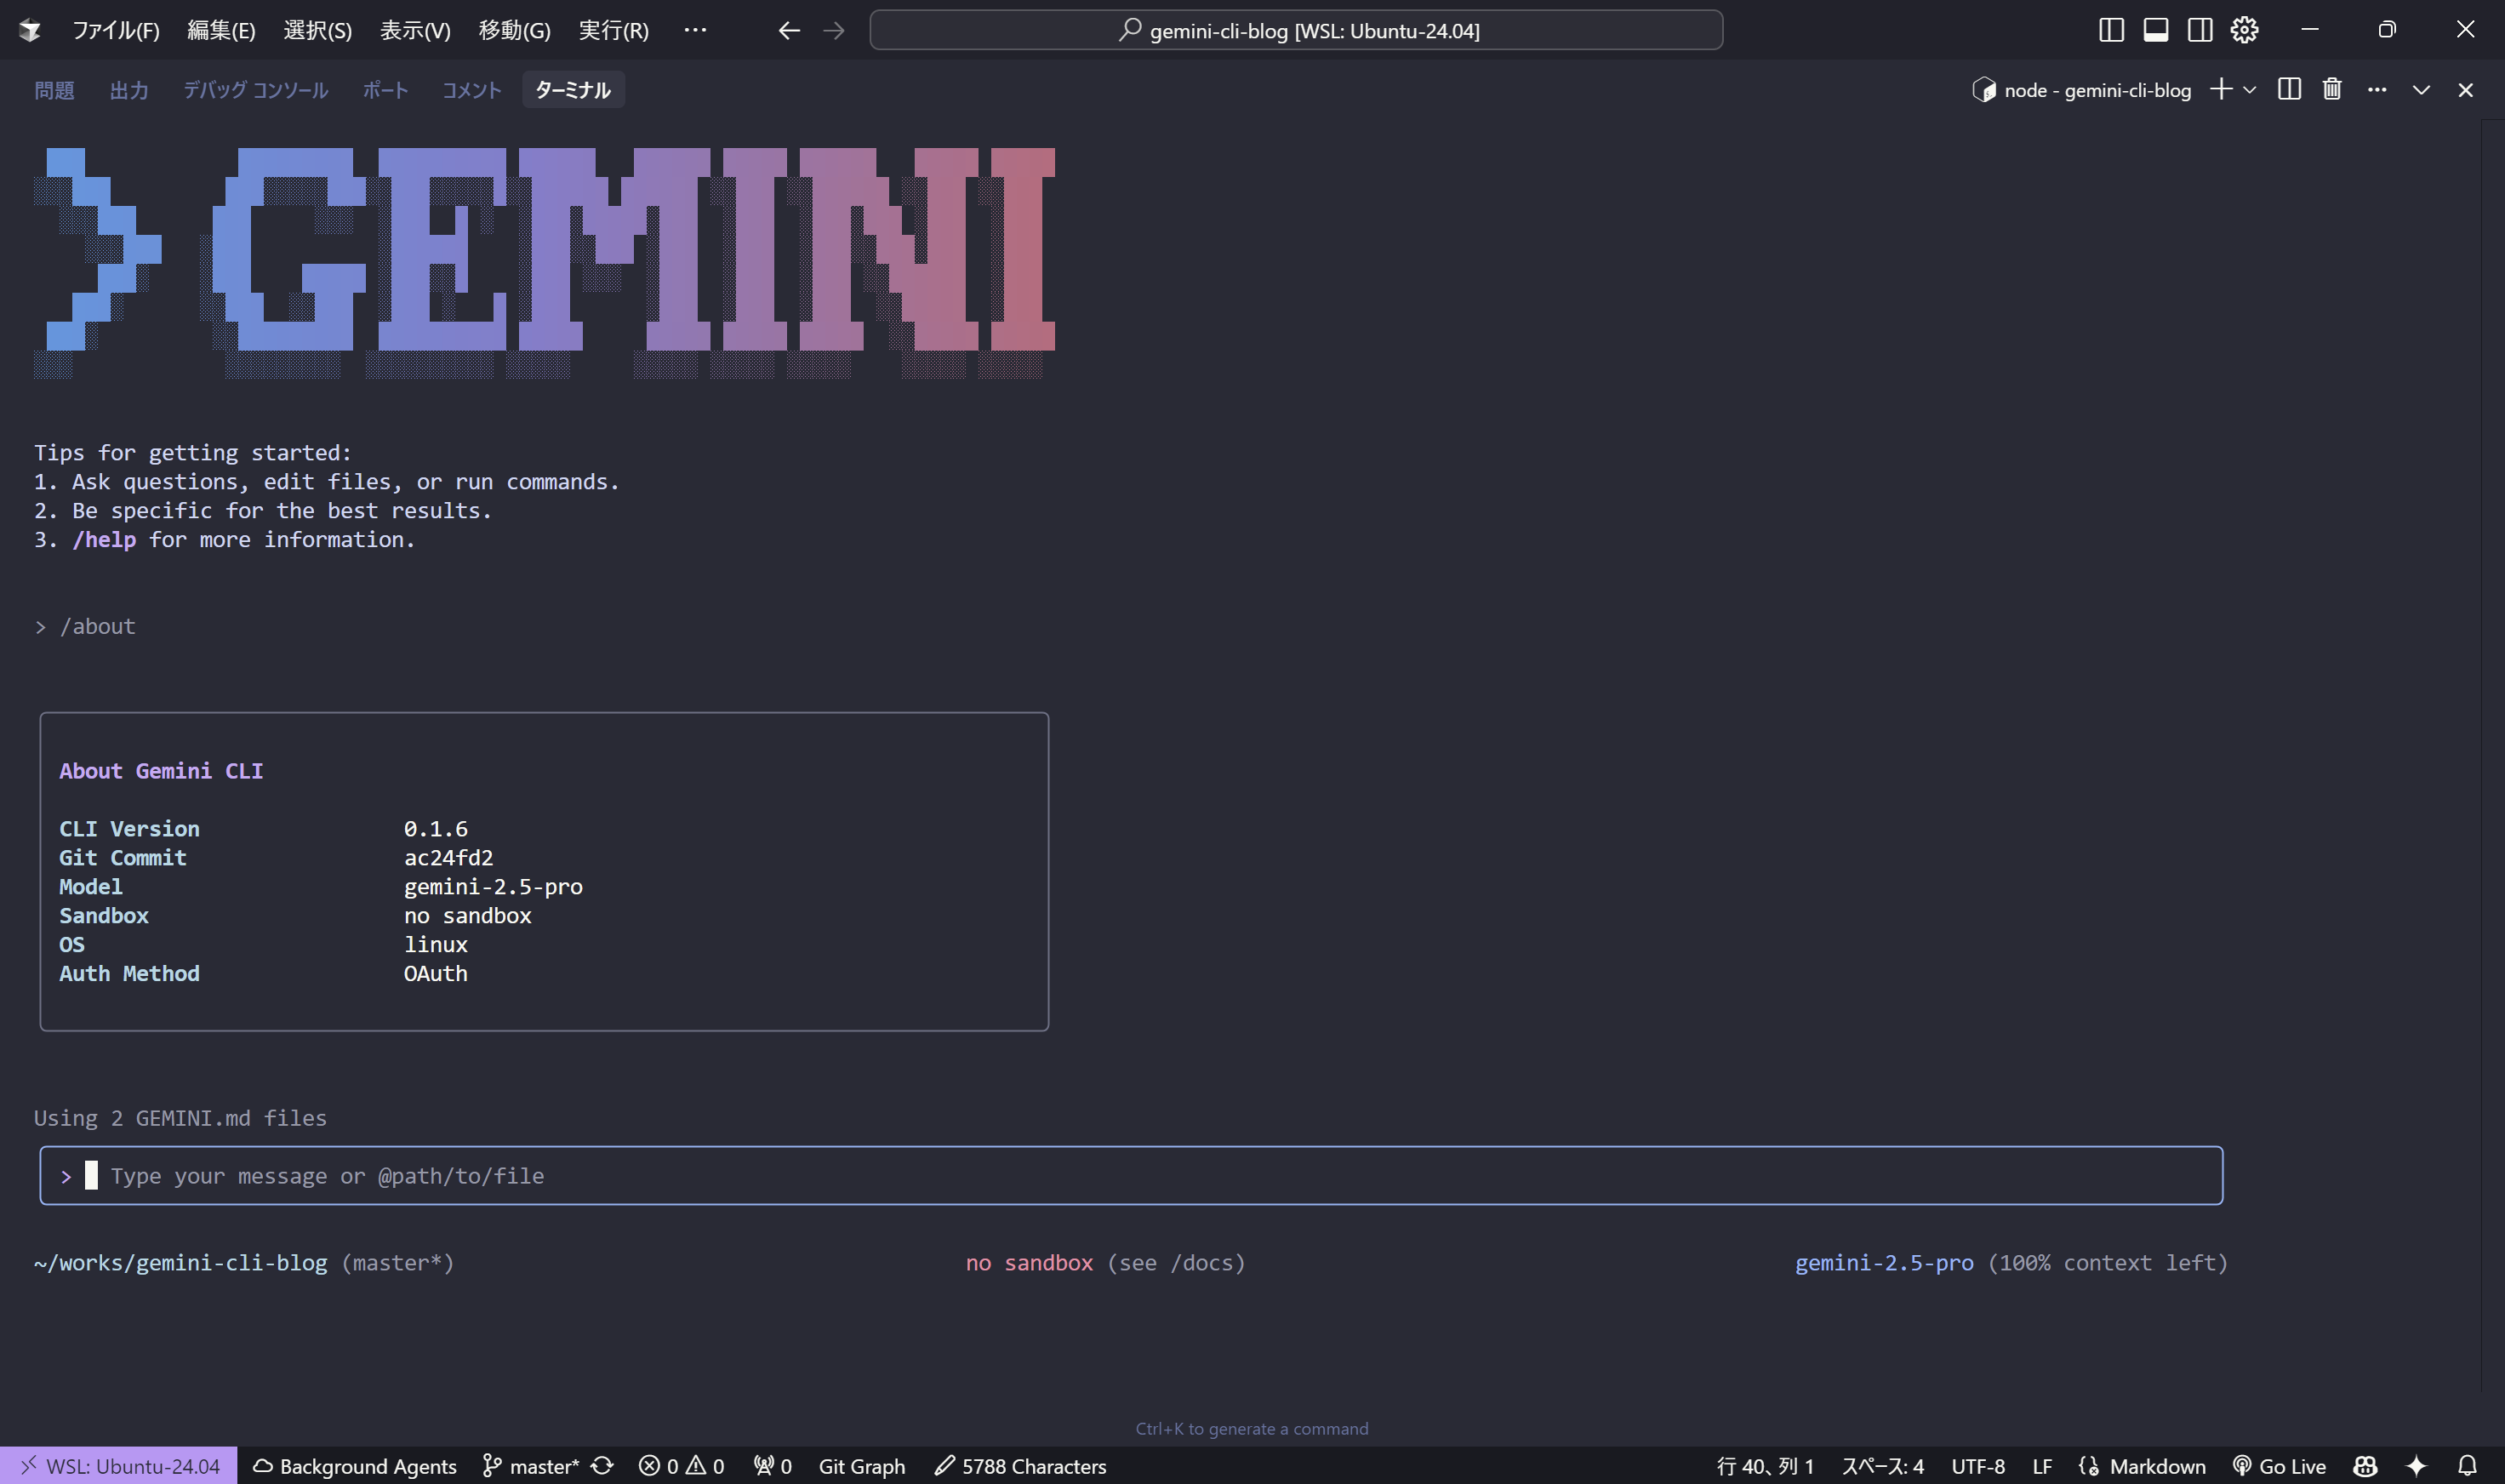 ファイル(F) 編集(E) 選択(S) 表示(V) 移動(G) 実行(R) ··· gemini-cli-blog [WSL: Ubuntu-24.04]
問題 出力 デバッグ コンソール ポート コメント ターミナル node - gemini-cli-blog
> GEMINI
Tips for getting started:
1. Ask questions, edit files, or run commands.
2. Be specific for the best results.
3. /help for more information.
> /about
About Gemini CLI
CLI Version 0.1.6
Git Commit ac24fd2
Model gemini-2.5-pro
Sandbox no sandbox
OS linux
Auth Method OAuth
Using 2 GEMINI.md files
> Type your message or @path/to/file
~/works/gemini-cli-blog (master*) no sandbox (see /docs) gemini-2.5-pro (100% context left)
Ctrl+K to generate a command
WSL: Ubuntu-24.04 Background Agents master* 0 0 0 Git Graph 5788 Characters 行 40、列 1 スペース: 4 UTF-8 LF Markdown Go Live